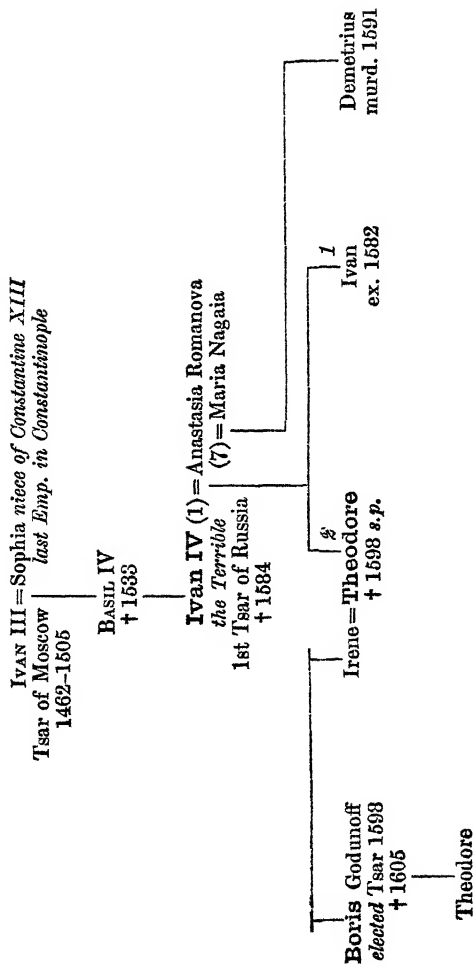 IVAN III=Sophia niece of Constantine XIII
Tsar of Moscow last Emp. in Constantinople
1462–1505
BASIL IV
†1533
Ivan IV (1)=Anastasia Romanova
the Terrible (7)=Maria Nagaia
1st Tsar of Russia
†1584
Boris Godunoff
elected Tsar 1598
†1605
Irene=Theodore
†1598 s.p.
2
1
Ivan
ex. 1582
Demetrius
murd. 1591
Theodore